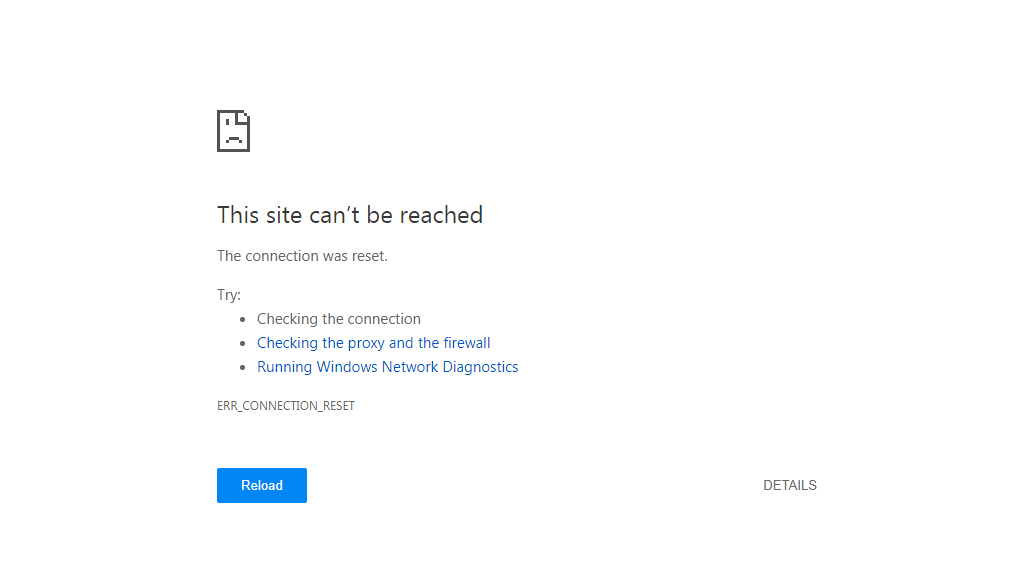 This site can’t be reached
The connection was reset.
Try:
• Checking the connection
• Checking the proxy and the firewall
• Running Windows Network Diagnostics
ERR_CONNECTION_RESET
Reload
DETAILS